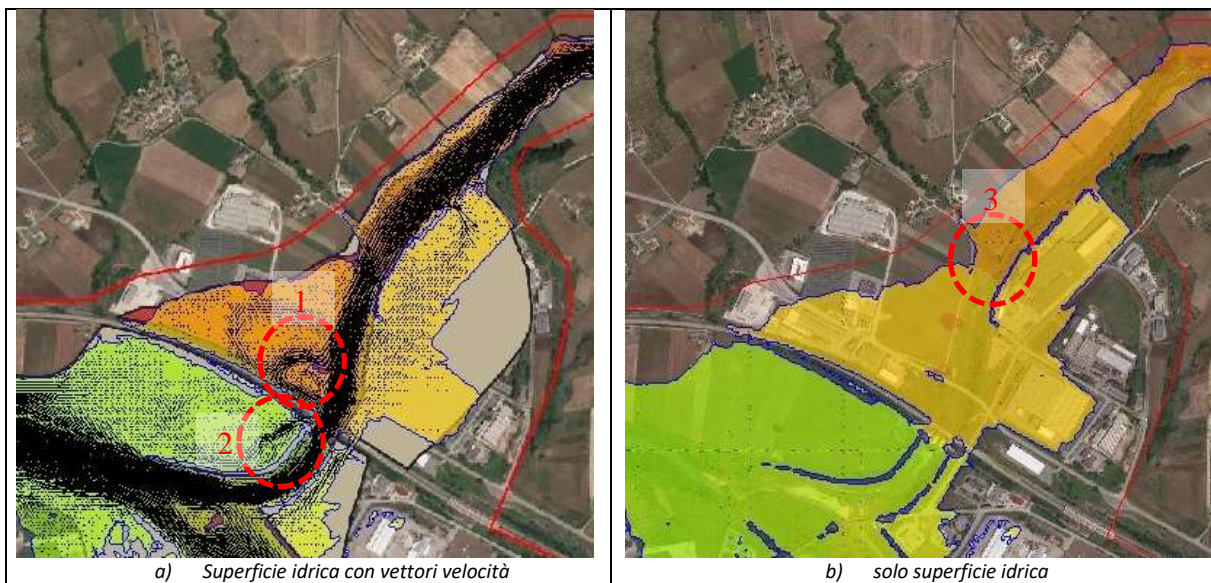 1
2
3
a) Superficie idrica con vettori velocità
b) solo superficie idrica